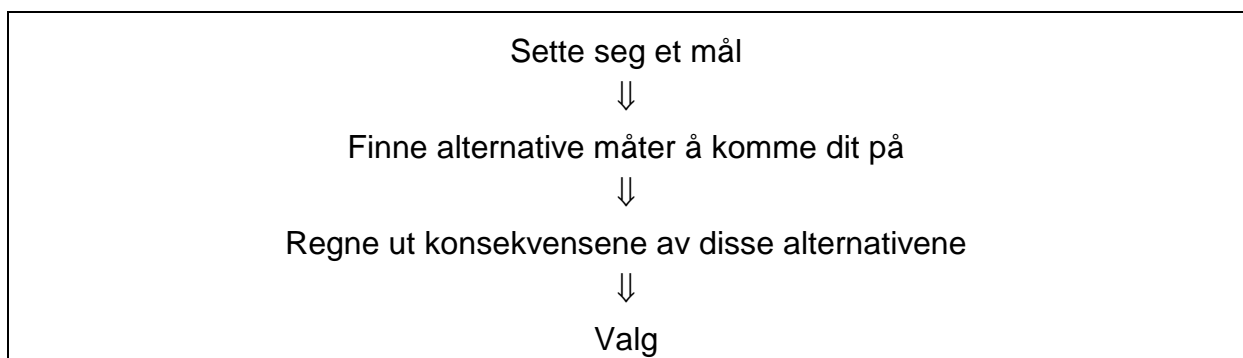 Sette seg et mål
⇓
Finne alternative måter å komme dit på
⇓
Regne ut konsekvensene av disse alternativene
⇓
Valg